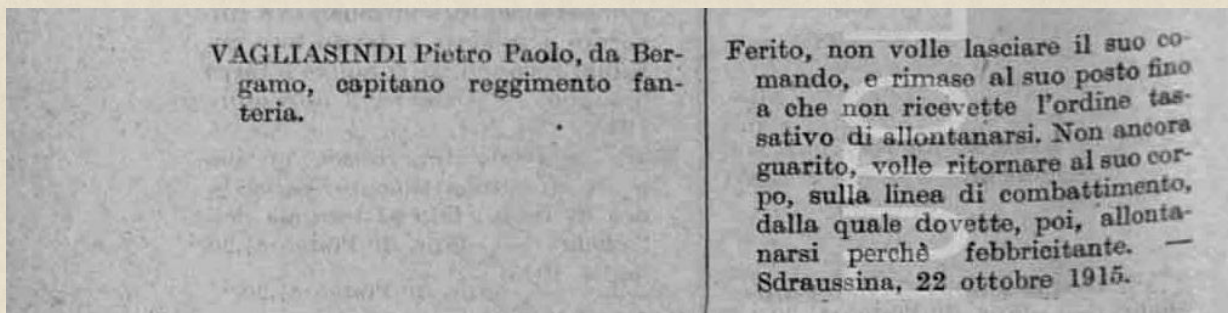 VAGLIASINDI Pietro Paolo, da Ber-
gamo, capitano reggimento fan-
teria.
Ferito, non volle lasciare il suo co-
mando, e rimase al suo posto fino
a che non ricevette l'ordine tas-
sativo di allontanarsi. Non ancora
guarito, volle ritornare al suo cor-
po, sulla linea di combattimento,
dalla quale dovette, poi, allonta-
narsi perchè febbricitante. —
Sdraussina, 22 ottobre 1915.